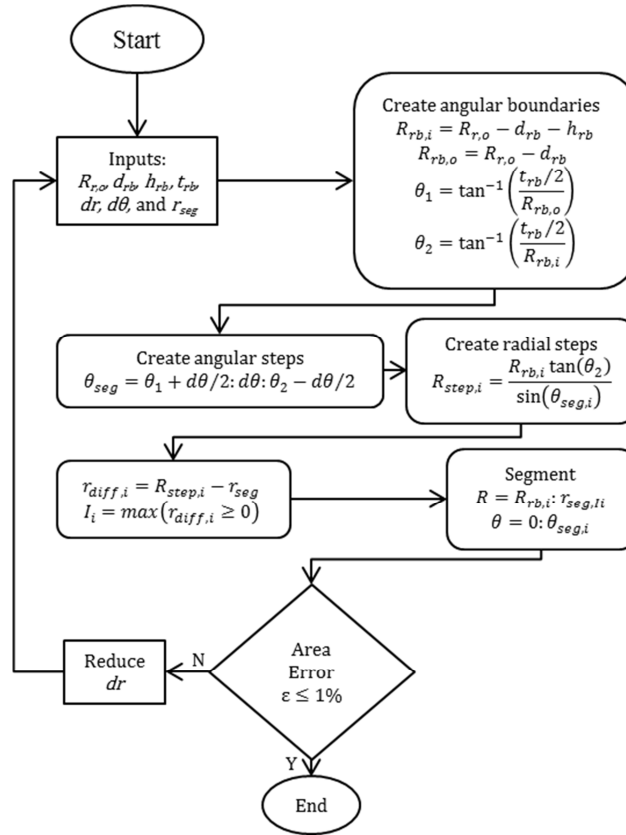 Start
Inputs:
R_{r,o}, d_{rb}, h_{rb}, t_{rb},
dr, dθ, and r_{seg}
Create angular boundaries
R_{rb,i} = R_{r,o} − d_{rb} − h_{rb}
R_{rb,o} = R_{r,o} − d_{rb}
θ_1 = tan^{-1}((t_{rb}/2)/R_{rb,o})
θ_2 = tan^{-1}((t_{rb}/2)/R_{rb,i})
Create angular steps
θ_{seg} = θ_1 + dθ/2: dθ: θ_2 − dθ/2
Create radial steps
R_{step,i} = (R_{rb,i} tan(θ_2))/(sin(θ_{seg,i}))
r_{diff,i} = R_{step,i} − r_{seg}
I_i = max(r_{diff,i} ≥ 0)
Segment
R = R_{rb,i}: r_{seg,Ii}
θ = 0: θ_{seg,i}
Area
Error
ε ≤ 1%
N
Reduce
dr
Y
End